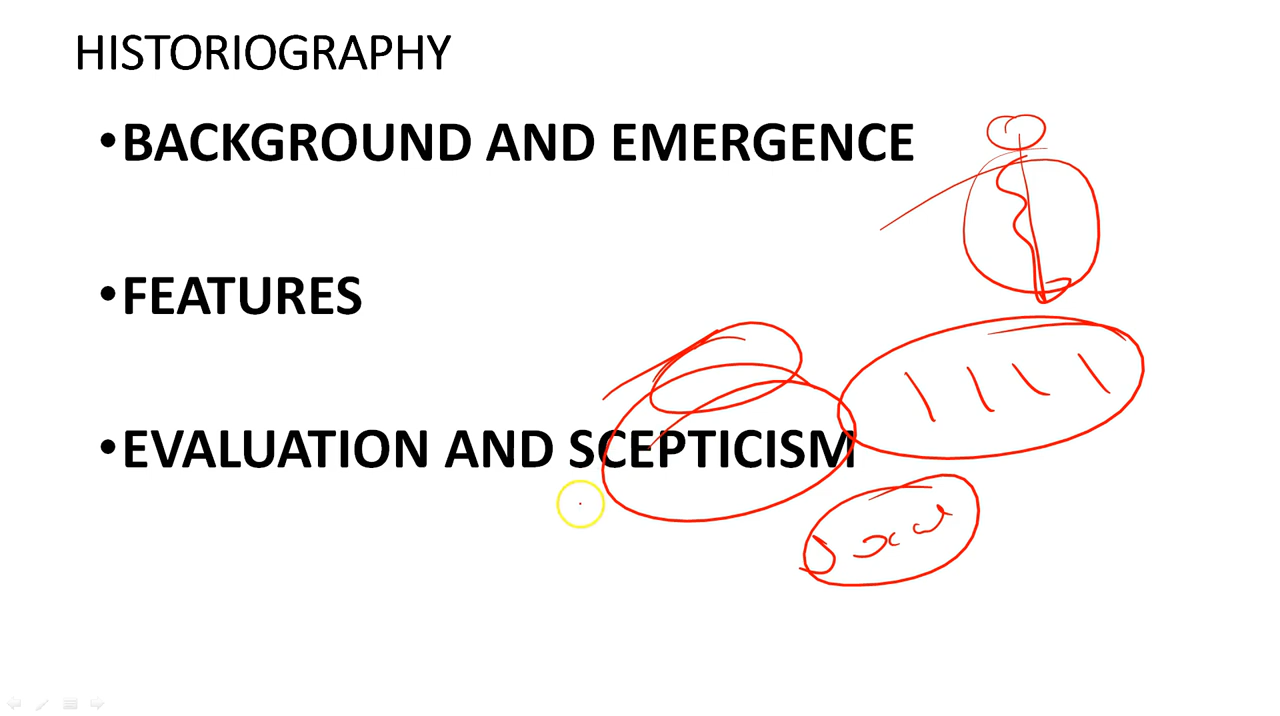 HISTORIOGRAPHY
•BACKGROUND AND EMERGENCE
•FEATURES
•EVALUATION AND SCEPTICISM